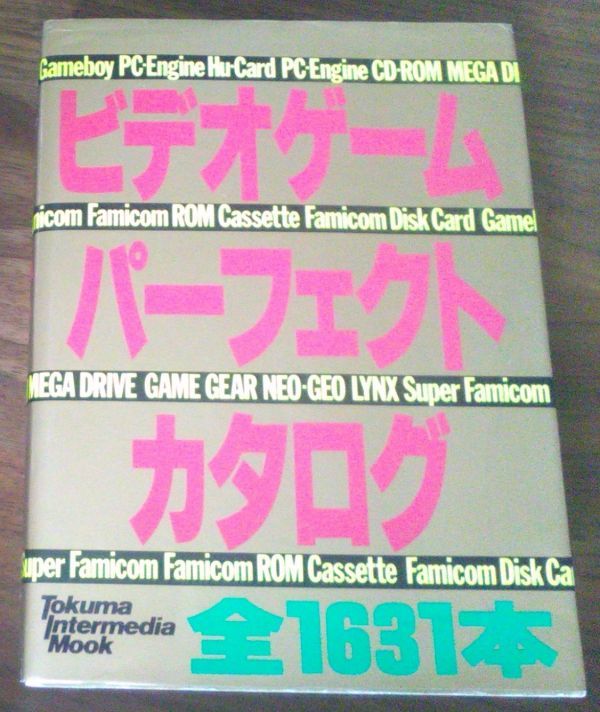 Gameboy PC-Engine Hu-Card PC-Engine CD-ROM MEGA
ビデオゲーム
Famicom ROM Cassette Famicom Disk Card
パーフェクト
MEGA DRIVE GAME GEAR NEO·GEO LYNX Super Famicom
カタログ
Super Famicom Famicom ROM Cassette Famicom Disk
Tokuma
Intermedia
Mook
全1631本